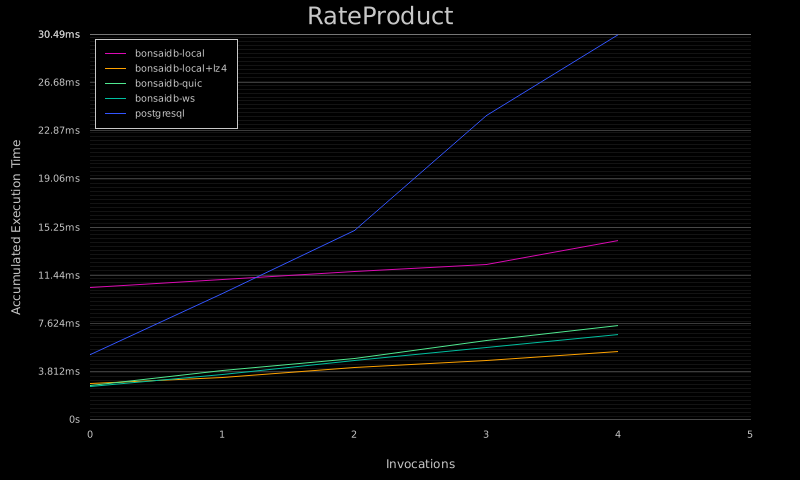 RateProduct
30.49ms
26.68ms
22.87ms
19.06ms
15.25ms
11.44ms
7.624ms
3.812ms
0s
bonsaidb-local
bonsaidb-local+lz4
bonsaidb-quic
bonsaidb-ws
postgresql
Accumulated Execution Time
0 1 2 3 4 5
Invocations